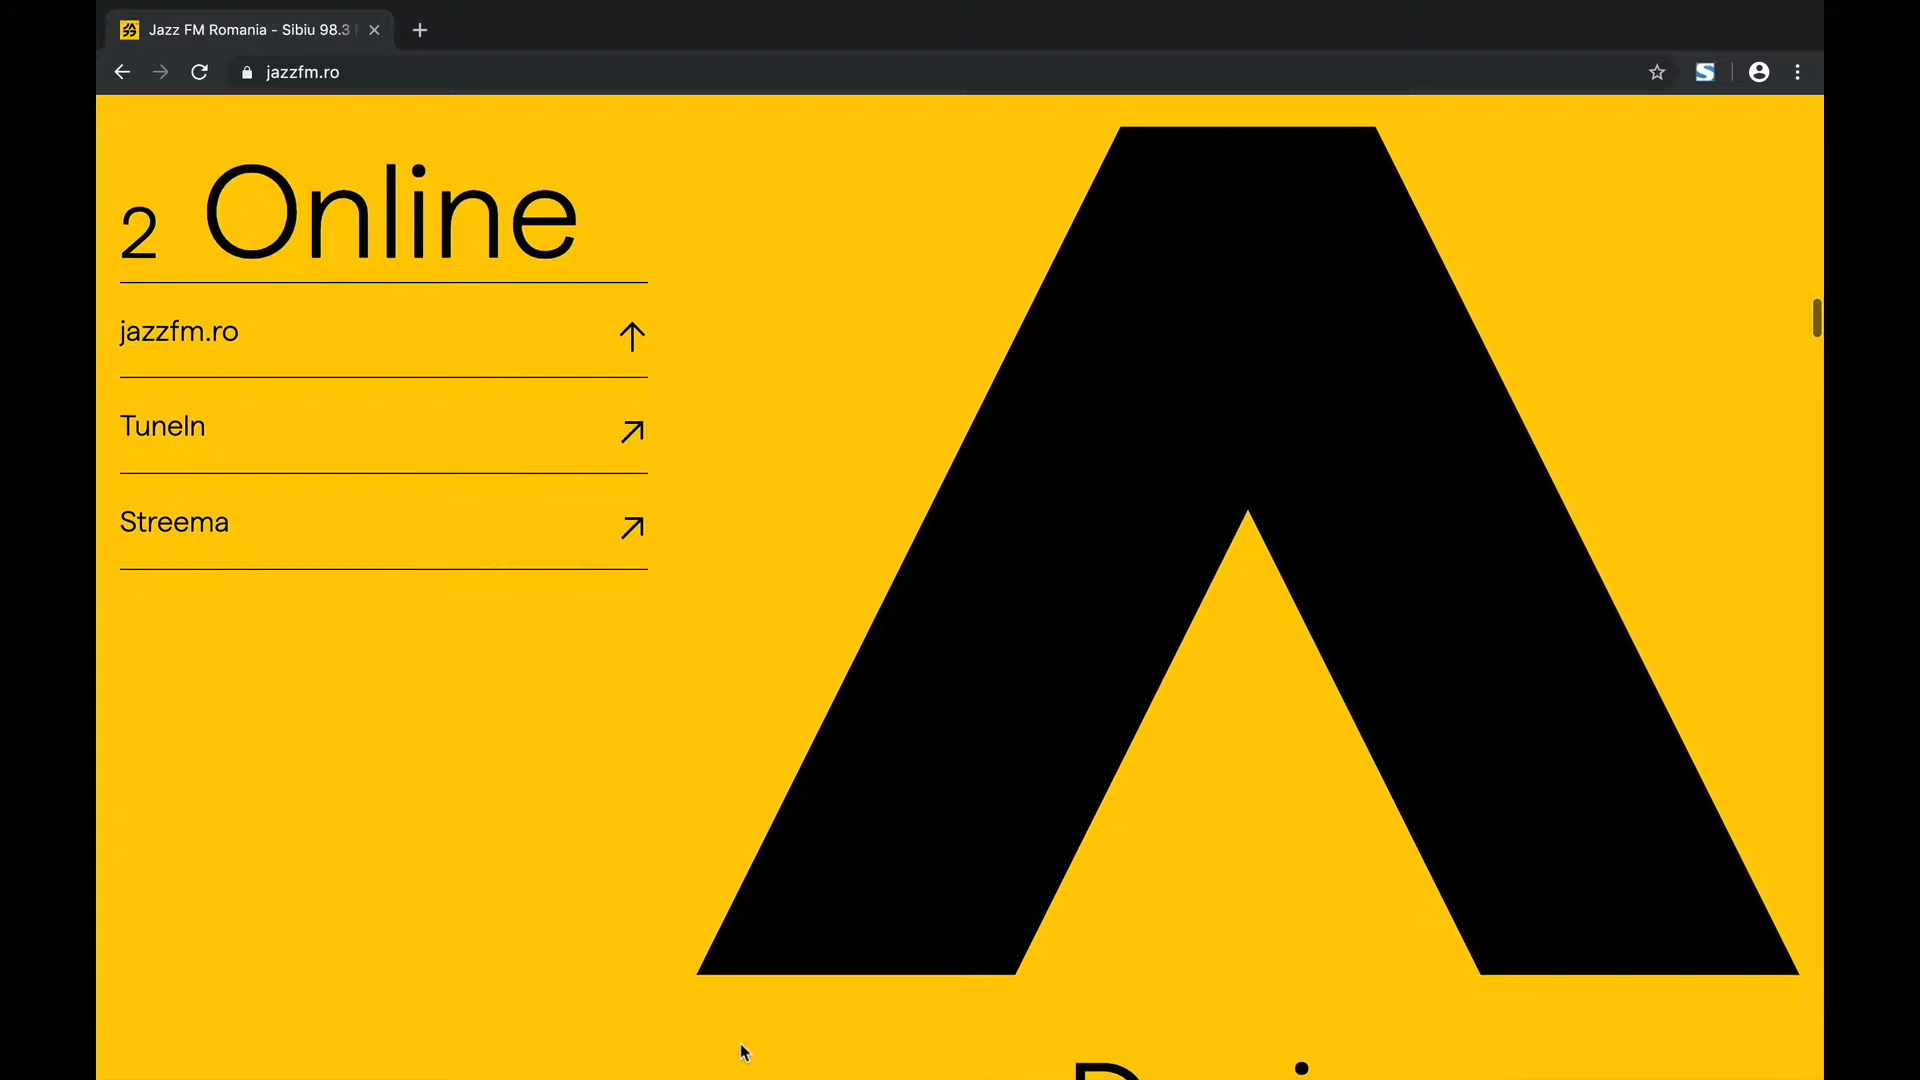 Jazz FM Romania - Sibiu 98.3
jazzfm.ro
2 Online
jazzfm.ro
TuneIn
Streema